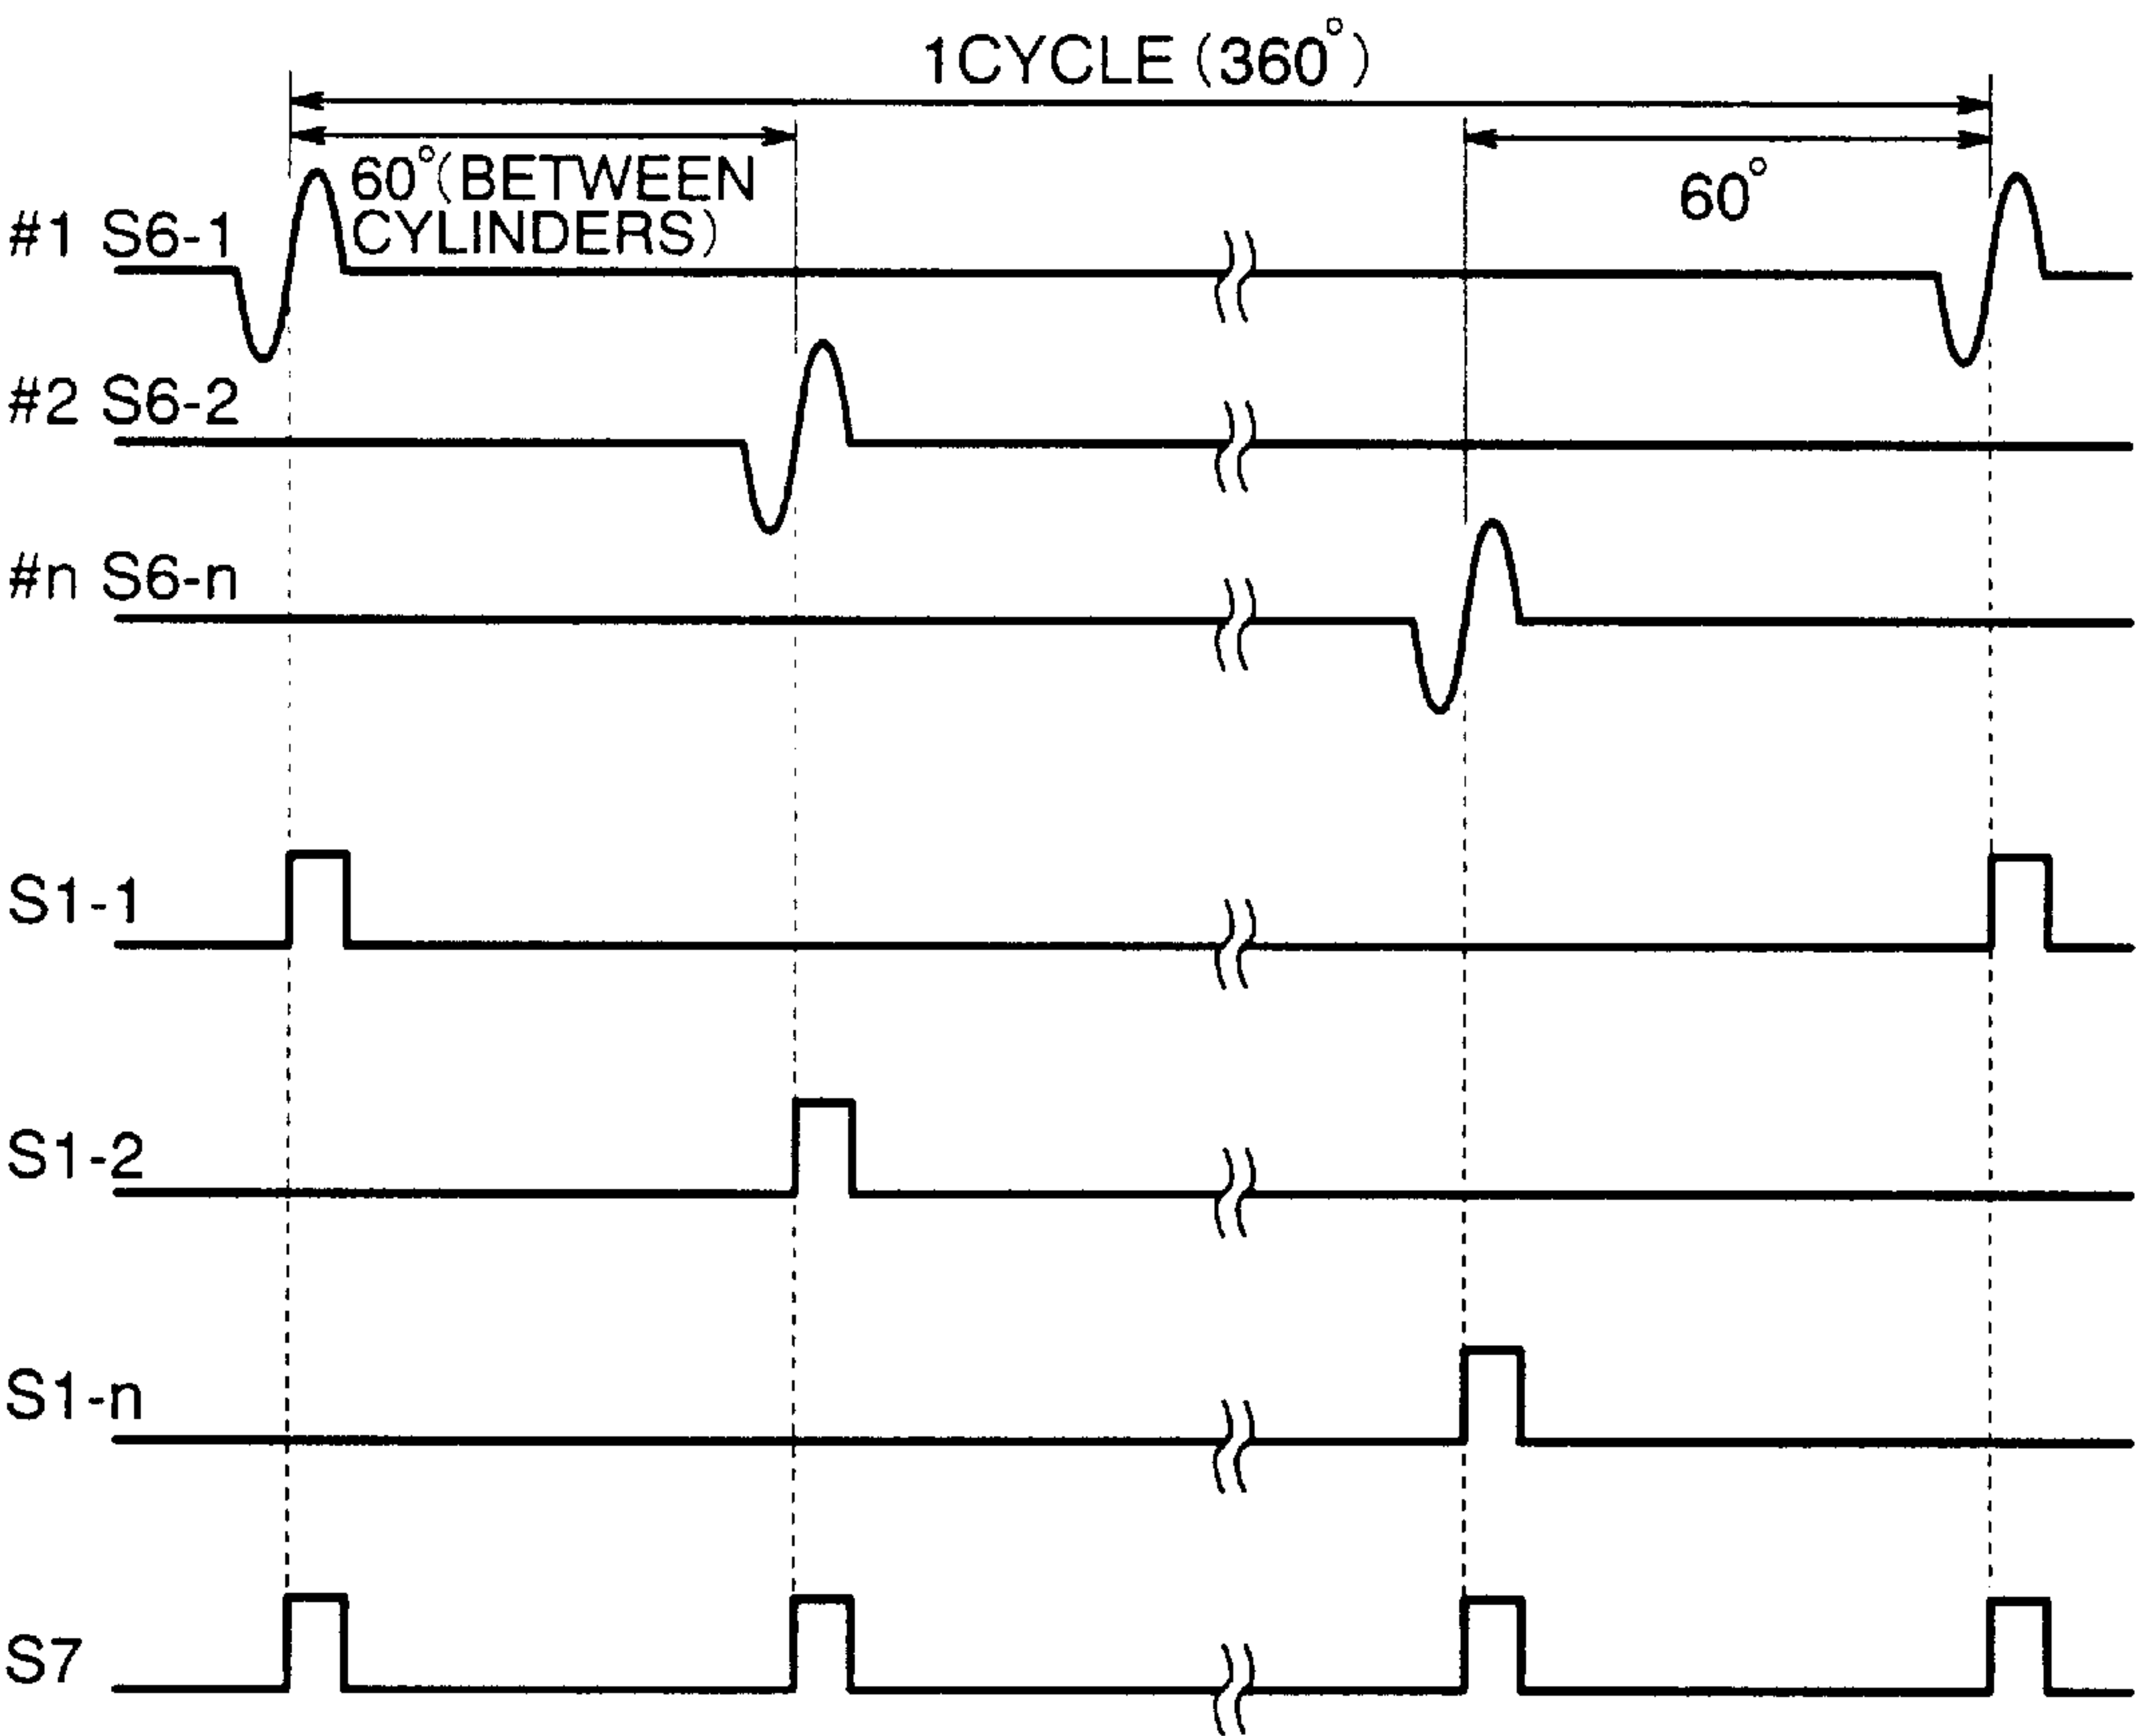 1CYCLE (360°)
60°(BETWEEN
CYLINDERS)
60°
#1 S6-1
#2 S6-2
#n S6-n
S1-1
S1-2
S1-n
S7